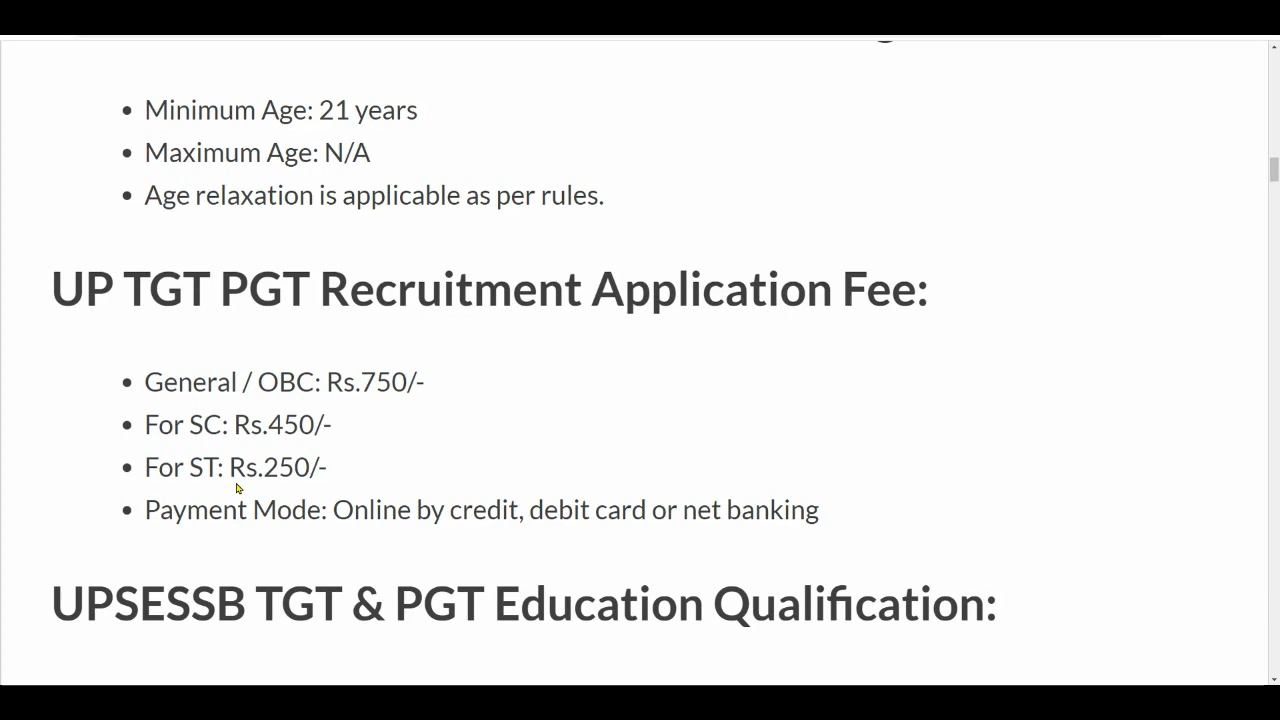 Minimum Age: 21 years
Maximum Age: N/A
Age relaxation is applicable as per rules.
UP TGT PGT Recruitment Application Fee:
General / OBC: Rs.750/-
For SC: Rs.450/-
For ST: Rs.250/-
Payment Mode: Online by credit, debit card or net banking
UPSESSB TGT & PGT Education Qualification: